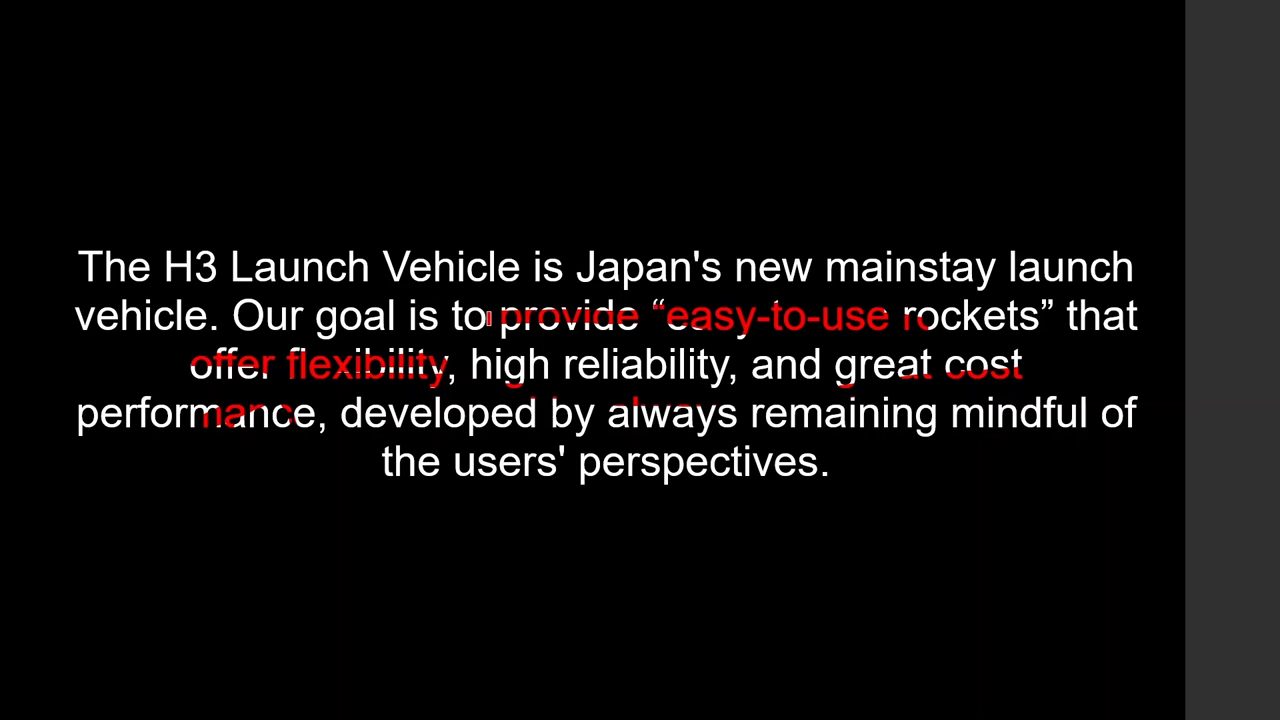 The H3 Launch Vehicle is Japan's new mainstay launch
vehicle. Our goal is to provide “easy-to-use rockets” that
offer flexibility, high reliability, and great cost
performance, developed by always remaining mindful of
the users' perspectives.